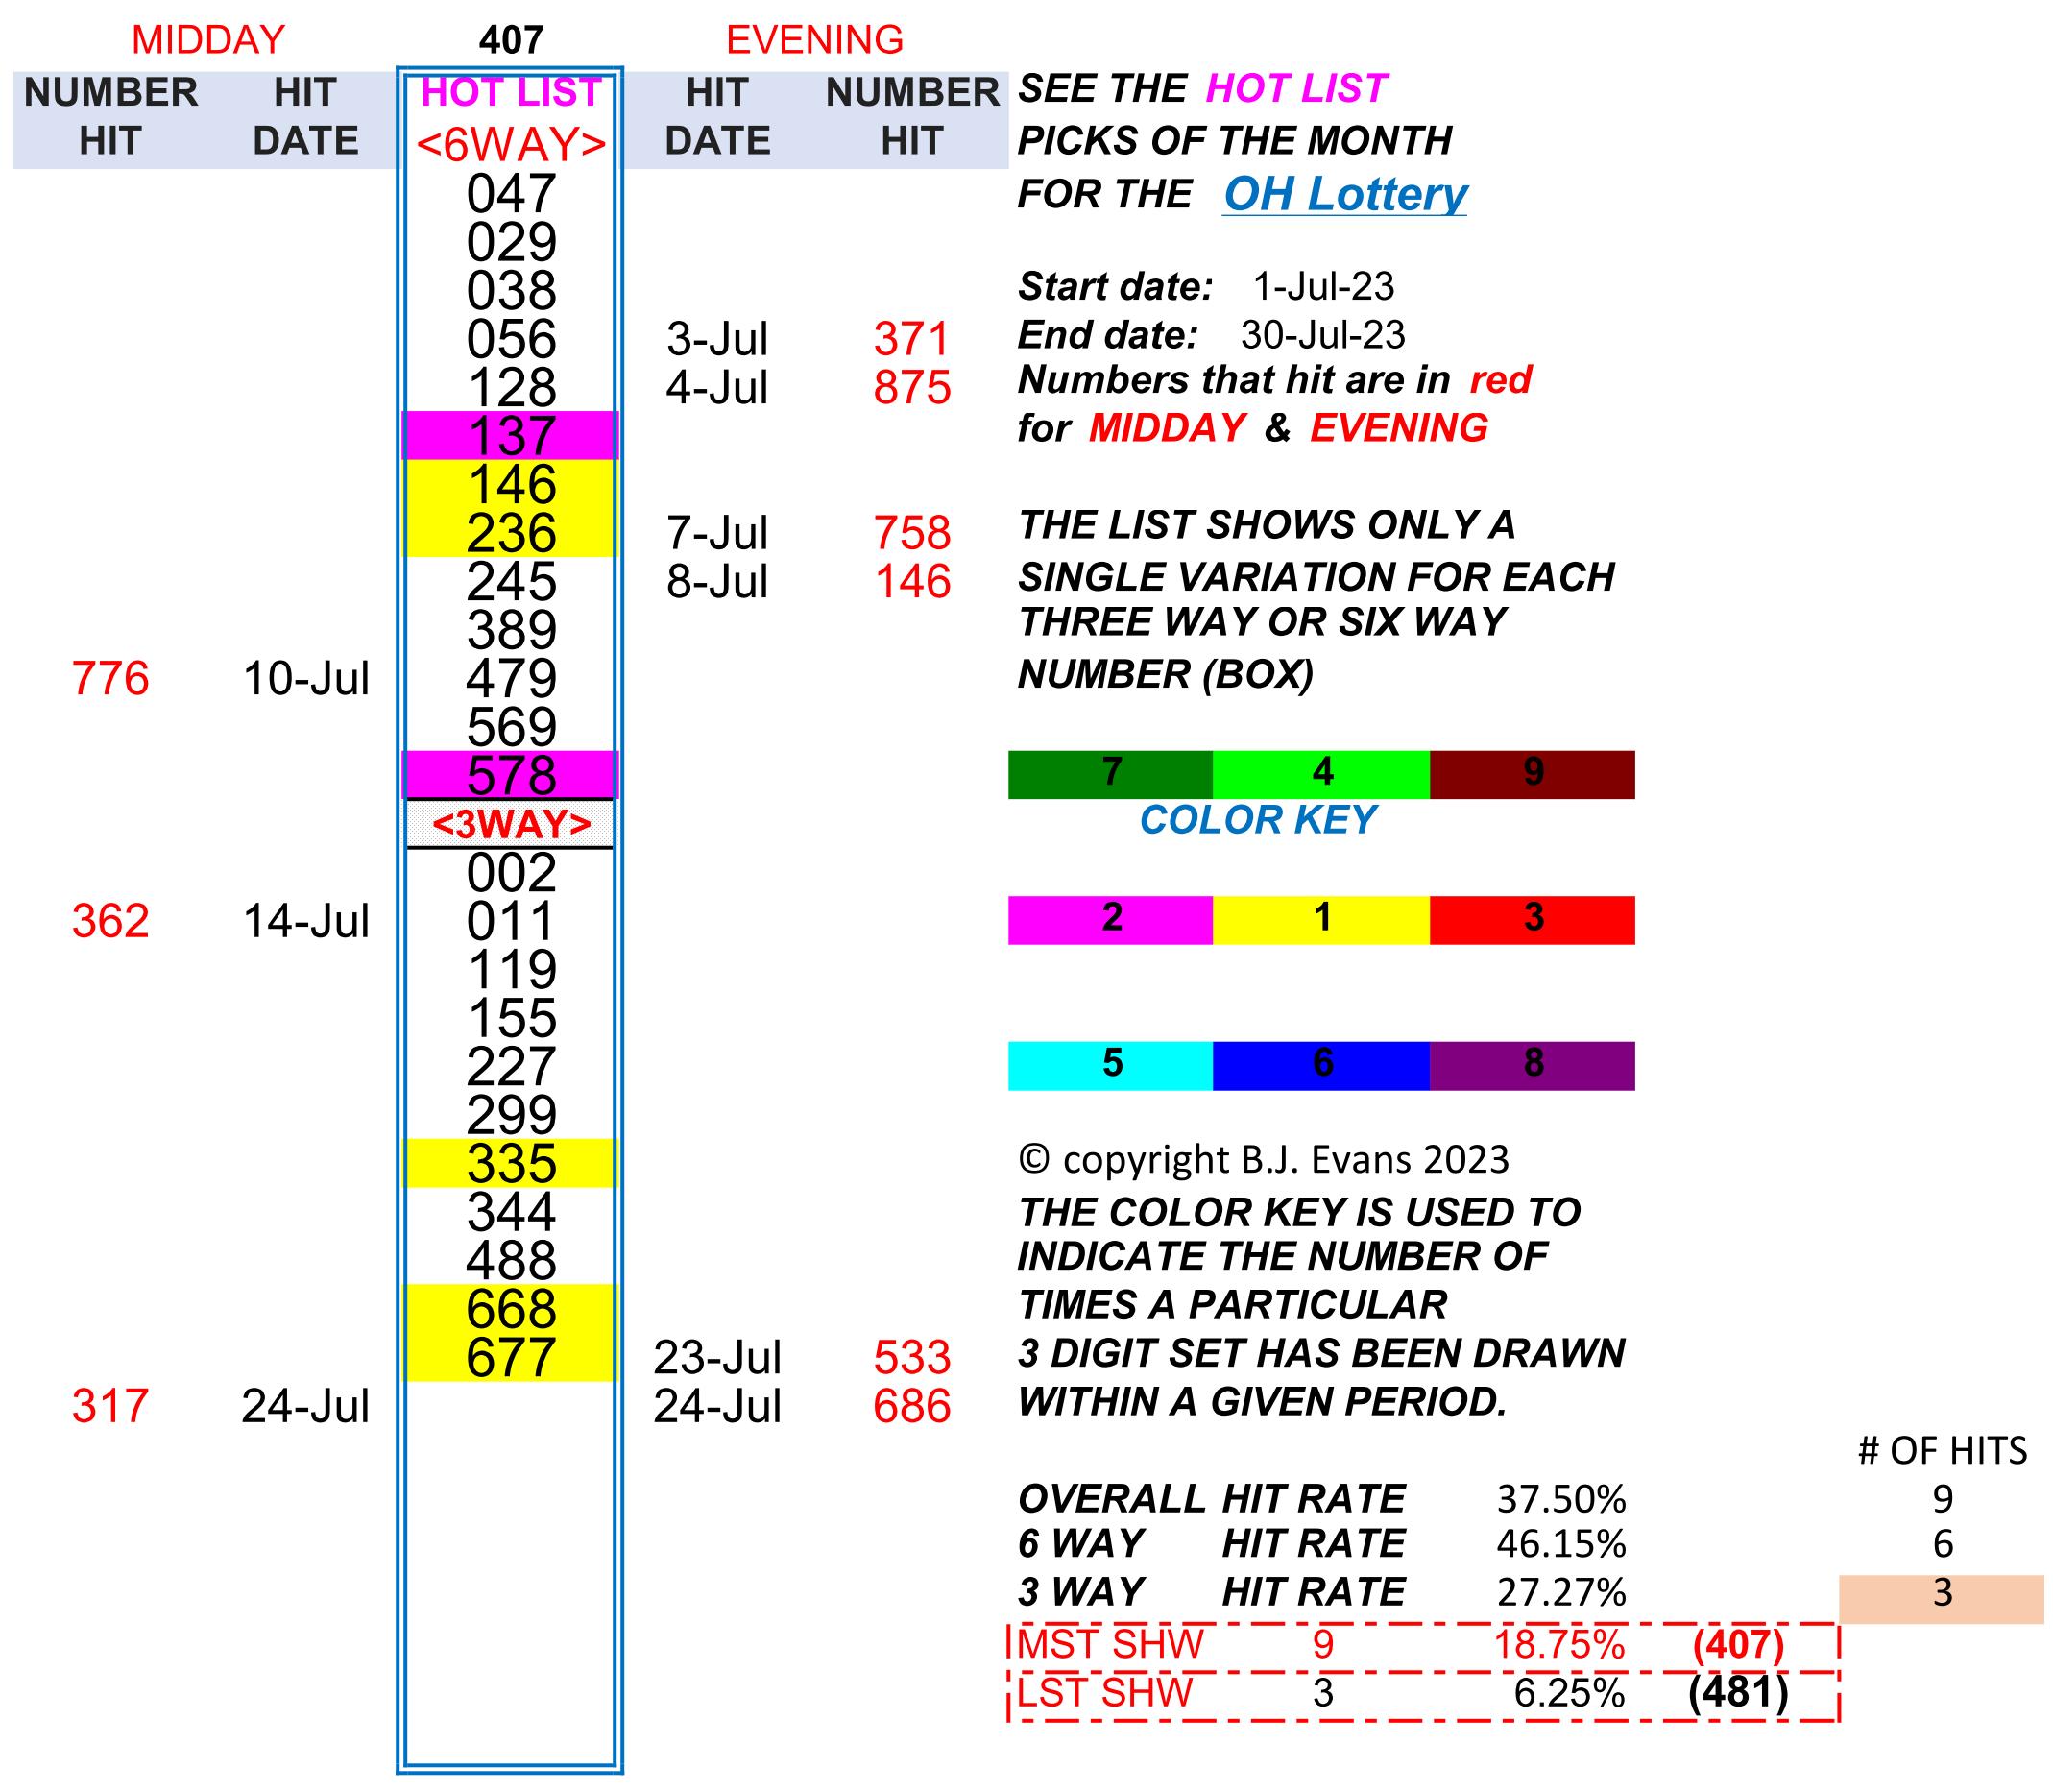 MIDDAY 407 EVENING
NUMBER HIT HOT LIST HIT NUMBER SEE THE HOT LIST
HIT DATE <6WAY> DATE HIT PICKS OF THE MONTH
047 FOR THE OH Lottery
029
038 Start date: 1-Jul-23
056 3-Jul 371 End date: 30-Jul-23
128 4-Jul 875 Numbers that hit are in red
137 for MIDDAY & EVENING
146
236 7-Jul 758 THE LIST SHOWS ONLY A
245 8-Jul 146 SINGLE VARIATION FOR EACH
389 THREE WAY OR SIX WAY
776 10-Jul 479 NUMBER (BOX)
569
578 7 4 9
<3WAY> COLOR KEY
002
362 14-Jul 011 2 1 3
119
155
227 5 6 8
299
335 © copyright B.J. Evans 2023
344 THE COLOR KEY IS USED TO
488 INDICATE THE NUMBER OF
668 TIMES A PARTICULAR
677 23-Jul 533 3 DIGIT SET HAS BEEN DRAWN
317 24-Jul 24-Jul 686 WITHIN A GIVEN PERIOD.
# OF HITS
OVERALL HIT RATE 37.50% 9
6 WAY HIT RATE 46.15% 6
3 WAY HIT RATE 27.27% 3
MST SHW 9 18.75% (407)
LST SHW 3 6.25% (481)